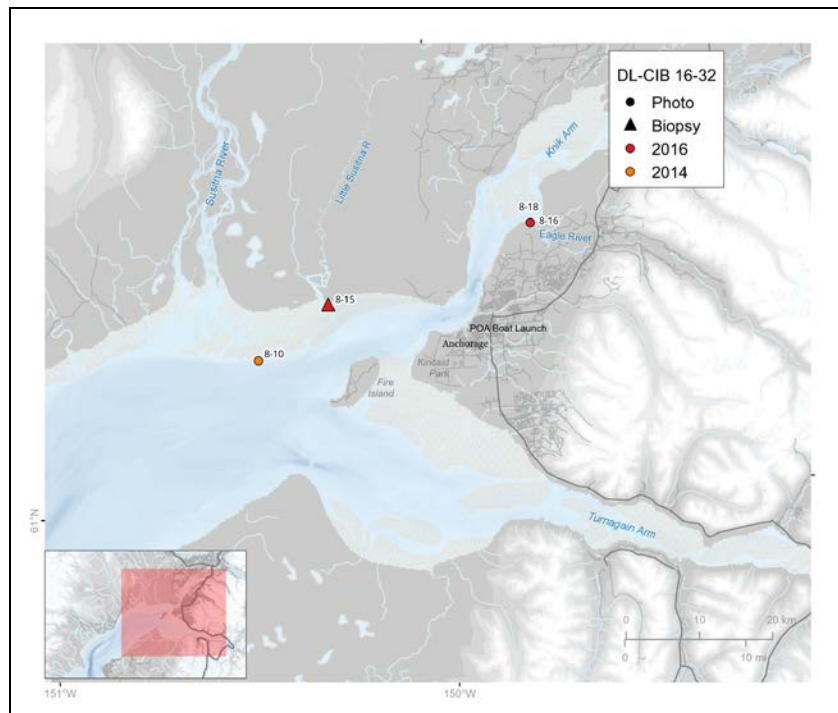 DL-CIB 16-32
Photo
Biopsy
2016
2014
Susitna River
Little Susitna R
Knik Arm
8-18
8-16
Eagle River
8-15
POA Boat Launch
Anchorage
8-10
Kincaid
Park
Fire
Island
61°N
Turnagain Arm
0 10 20 km
0 10 mi
151°W
150°W